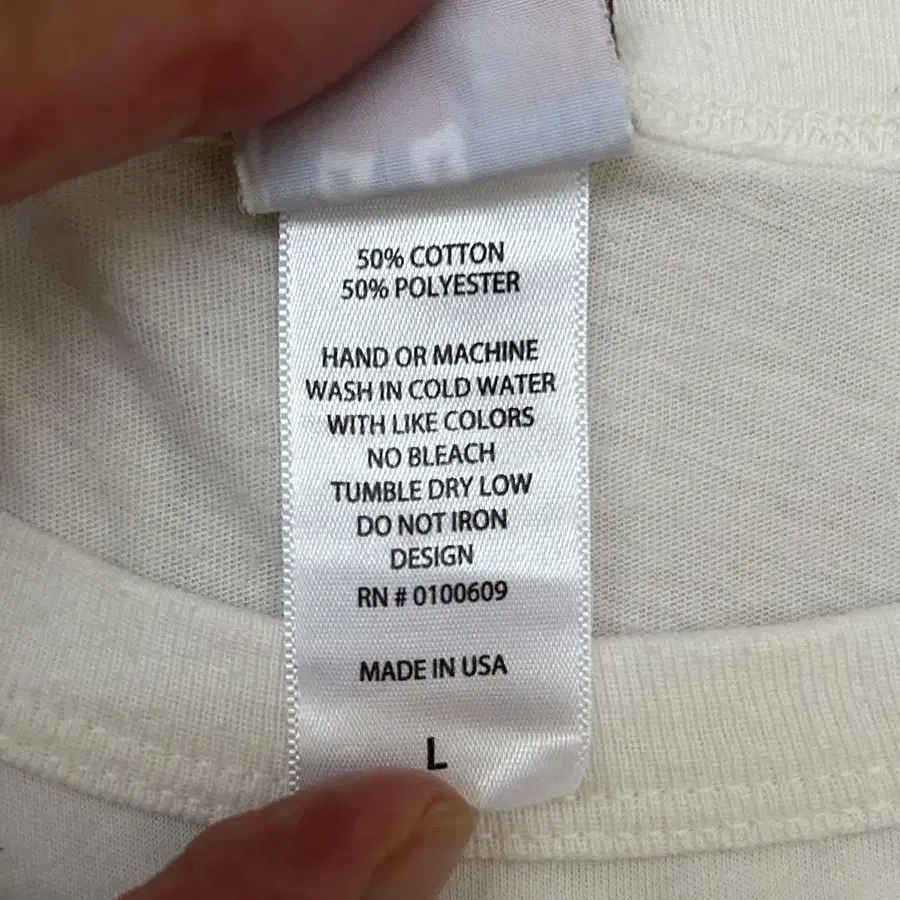 50% COTTON
50% POLYESTER
HAND OR MACHINE
WASH IN COLD WATER
WITH LIKE COLORS
NO BLEACH
TUMBLE DRY LOW
DO NOT IRON
DESIGN
RN # 0100609
MADE IN USA
L